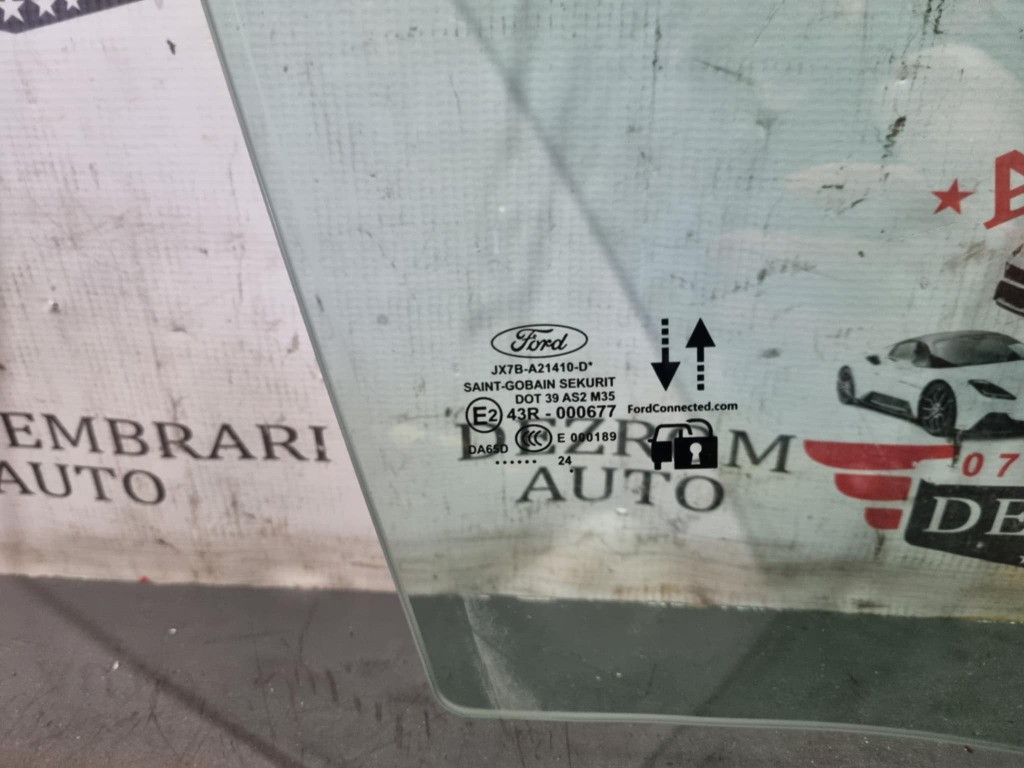 Ford
JX7B-A21410-D*
SAINT-GOBAIN SEKURIT
DOT 39 AS2 M35
E2 43R - 000677
DA65D CCC E 000189
...... 24.
FordConnected.com
EMBRARI
AUTO
AUTO
07
DE